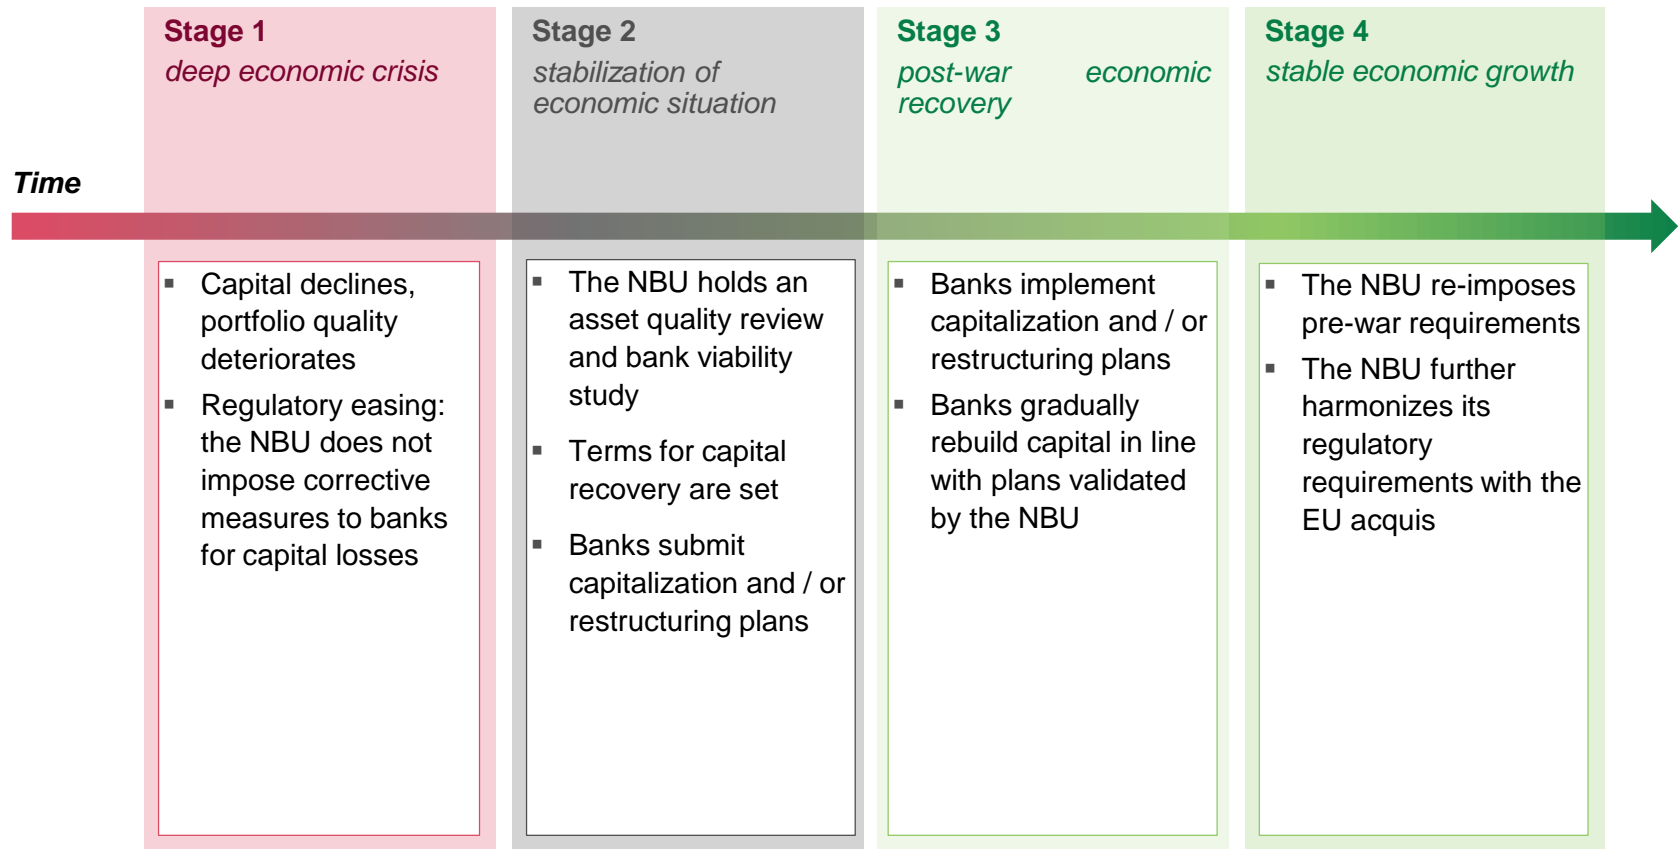 Stage 1
deep economic crisis
Stage 2
stabilization of
economic situation
Stage 3
post-war economic
recovery
Stage 4
stable economic growth
Time
▪ Capital declines,
portfolio quality
deteriorates
▪ Regulatory easing:
the NBU does not
impose corrective
measures to banks
for capital losses
▪ The NBU holds an
asset quality review
and bank viability
study
▪ Terms for capital
recovery are set
▪ Banks submit
capitalization and / or
restructuring plans
▪ Banks implement
capitalization and / or
restructuring plans
▪ Banks gradually
rebuild capital in line
with plans validated
by the NBU
▪ The NBU re-imposes
pre-war requirements
▪ The NBU further
harmonizes its
regulatory
requirements with the
EU acquis